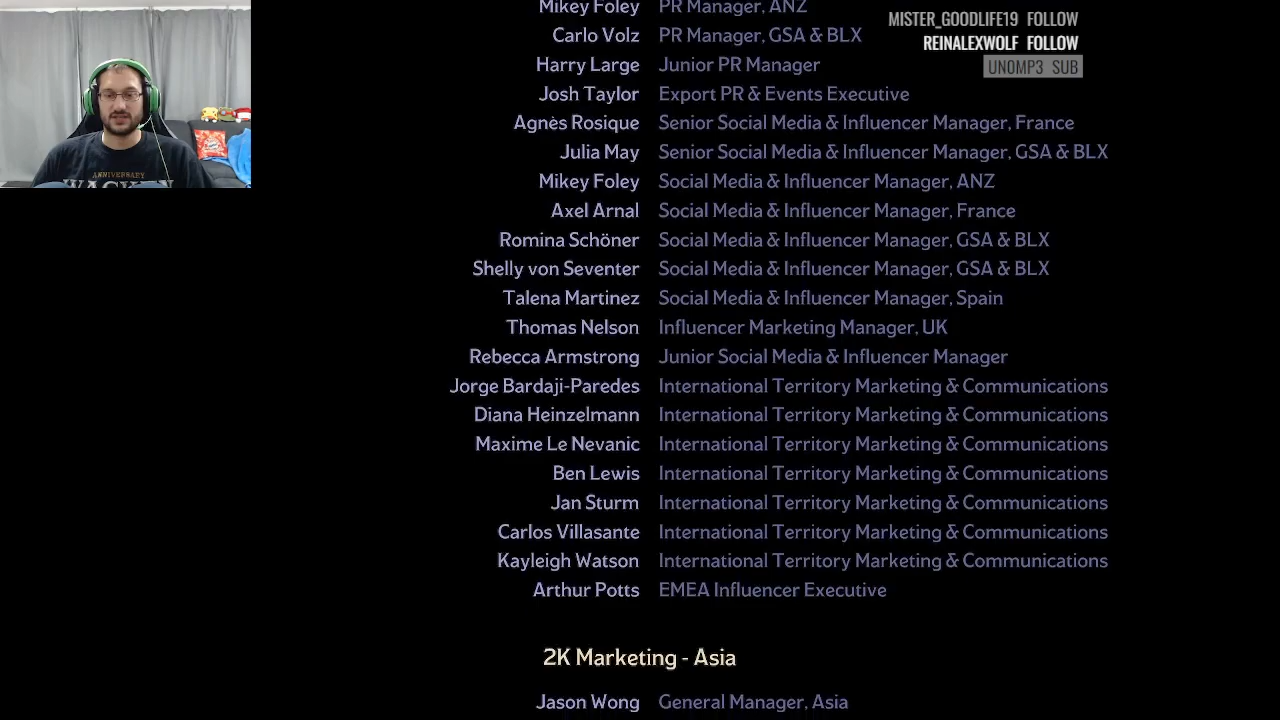 Mikey Foley PR Manager, ANZ
MISTER_GOODLIFE19 FOLLOW
Carlo Volz PR Manager, GSA & BLX
REINALEXWOLF FOLLOW
Harry Large Junior PR Manager
UNOMP3 SUB
Josh Taylor Export PR & Events Executive
Agnès Rosique Senior Social Media & Influencer Manager, France
Julia May Senior Social Media & Influencer Manager, GSA & BLX
Mikey Foley Social Media & Influencer Manager, ANZ
Axel Arnal Social Media & Influencer Manager, France
Romina Schöner Social Media & Influencer Manager, GSA & BLX
Shelly von Seventer Social Media & Influencer Manager, GSA & BLX
Talena Martinez Social Media & Influencer Manager, Spain
Thomas Nelson Influencer Marketing Manager, UK
Rebecca Armstrong Junior Social Media & Influencer Manager
Jorge Bardaji-Paredes International Territory Marketing & Communications
Diana Heinzelmann International Territory Marketing & Communications
Maxime Le Nevanic International Territory Marketing & Communications
Ben Lewis International Territory Marketing & Communications
Jan Sturm International Territory Marketing & Communications
Carlos Villasante International Territory Marketing & Communications
Kayleigh Watson International Territory Marketing & Communications
Arthur Potts EMEA Influencer Executive
2K Marketing - Asia
Jason Wong General Manager, Asia
ANNIVERSARY
WACKEN